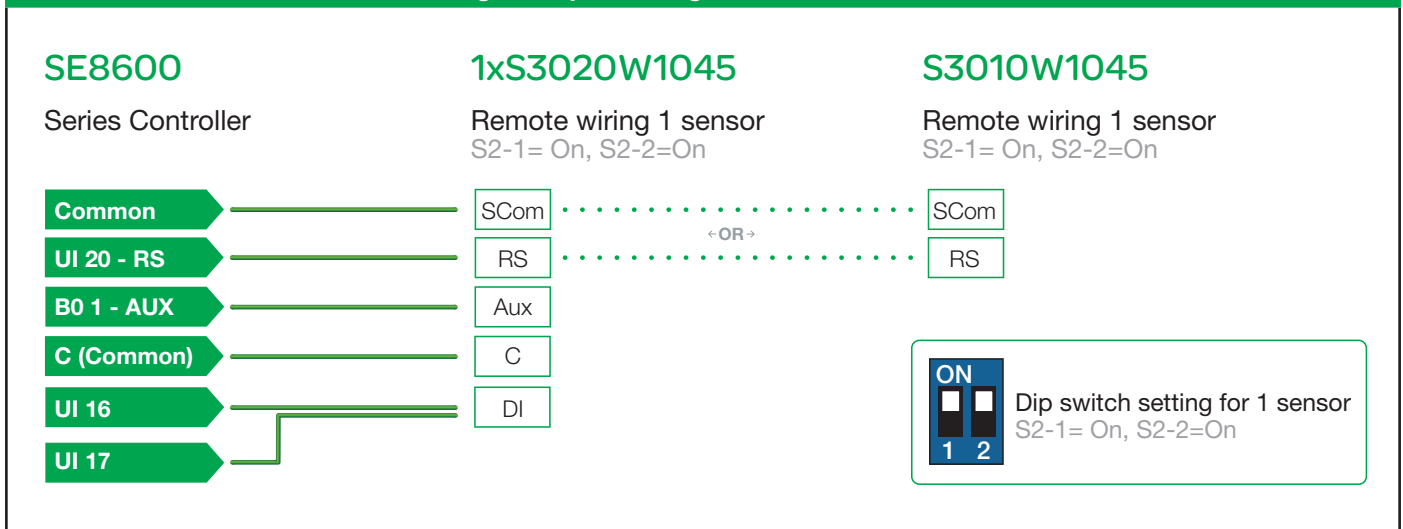 SE8600
Series Controller
1xS3020W1045
Remote wiring 1 sensor
S2-1= On, S2-2=On
S3010W1045
Remote wiring 1 sensor
S2-1= On, S2-2=On
Common
SCom
SCom
←OR→
UI 20 - RS
RS
RS
B0 1 - AUX
Aux
C (Common)
C
UI 16
DI
UI 17
ON
1 2
Dip switch setting for 1 sensor
S2-1= On, S2-2=On